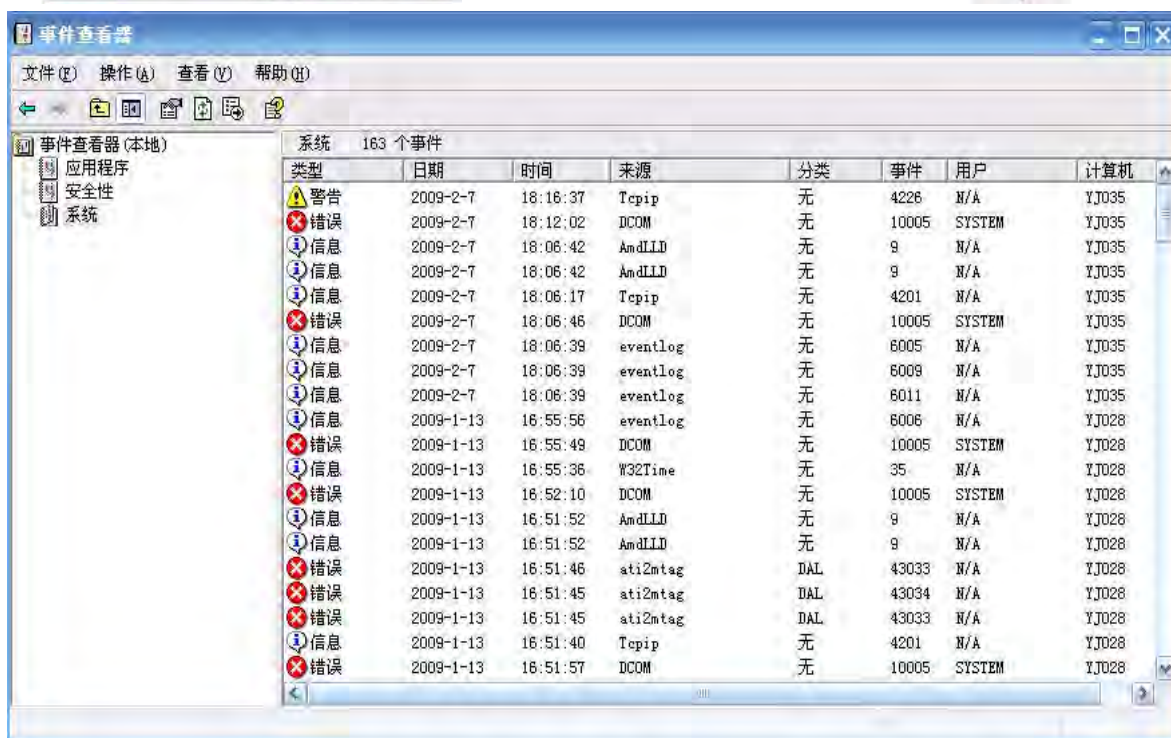 事件查看器
文件(F) 操作(A) 查看(V) 帮助(H)
事件查看器(本地)
应用程序
安全性
系统
系统 163 个事件
类型 日期 时间 来源 分类 事件 用户 计算机
警告 2009-2-7 18:16:37 Tcpip 无 4226 N/A YJ035
错误 2009-2-7 18:12:02 DCOM 无 10005 SYSTEM YJ035
信息 2009-2-7 18:06:42 AmdLLD 无 9 N/A YJ035
信息 2009-2-7 18:06:42 AmdLLD 无 9 N/A YJ035
信息 2009-2-7 18:06:17 Tcpip 无 4201 N/A YJ035
错误 2009-2-7 18:06:46 DCOM 无 10005 SYSTEM YJ035
信息 2009-2-7 18:06:39 eventlog 无 6005 N/A YJ035
信息 2009-2-7 18:06:39 eventlog 无 6009 N/A YJ035
信息 2009-2-7 18:06:39 eventlog 无 6011 N/A YJ035
信息 2009-1-13 16:55:56 eventlog 无 6006 N/A YJ028
错误 2009-1-13 16:55:49 DCOM 无 10005 SYSTEM YJ028
信息 2009-1-13 16:55:36 W32Time 无 35 N/A YJ028
错误 2009-1-13 16:52:10 DCOM 无 10005 SYSTEM YJ028
信息 2009-1-13 16:51:52 AmdLLD 无 9 N/A YJ028
信息 2009-1-13 16:51:52 AmdLLD 无 9 N/A YJ028
错误 2009-1-13 16:51:46 ati2mtag DAL 43033 N/A YJ028
错误 2009-1-13 16:51:45 ati2mtag DAL 43034 N/A YJ028
错误 2009-1-13 16:51:45 ati2mtag DAL 43033 N/A YJ028
信息 2009-1-13 16:51:40 Tcpip 无 4201 N/A YJ028
错误 2009-1-13 16:51:57 DCOM 无 10005 SYSTEM YJ028